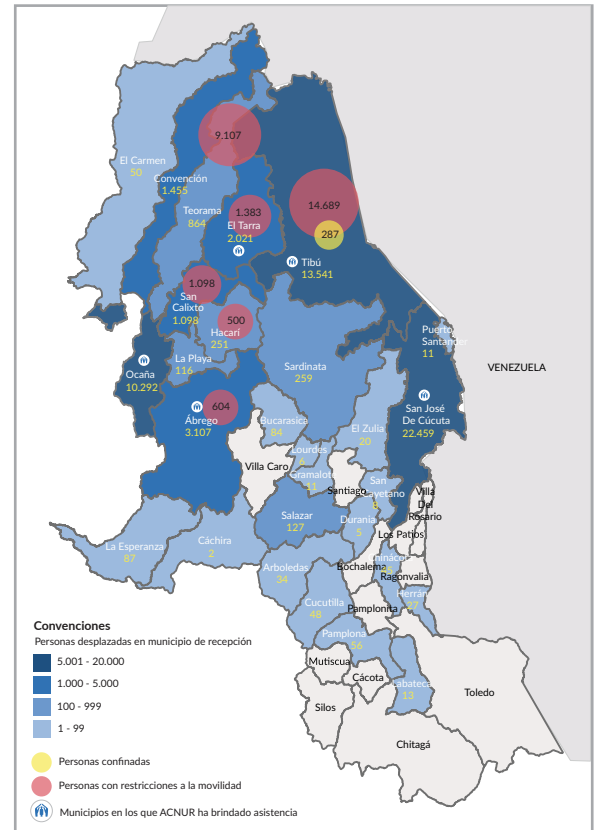 9.107
El Carmen
50
Convención
1.455
Teorama
864
1.383
El Tarra
2.021
14.689
287
Tibú
13.541
1.098
San
Calixto
1.098
500
Hacarí
251
Puerto
Santander
11
VENEZUELA
La Playa
116
Sardinata
259
Ocaña
10.292
604
Ábrego
3.107
San José
De Cúcuta
22.459
Bucarasica
84
El Zulia
20
Lourdes
6
Villa Caro
Gramalote
11
Santiago
San
Cayetano
8
Villa
Del
Rosario
Salazar
127
Durania
5
Los Patios
La Esperanza
87
Cáchira
2
Arboledas
34
Bochalema
Chinácota
Ragonvalia
Herrán
27
Cucutilla
48
Pamplonita
Pamplona
56
Mutiscua
Cácota
Labateca
13
Toledo
Silos
Chitagá
Convenciones
Personas desplazadas en municipio de recepción
5.001 - 20.000
1.000 - 5.000
100 - 999
1 - 99
Personas confinadas
Personas con restricciones a la movilidad
Municipios en los que ACNUR ha brindado asistencia